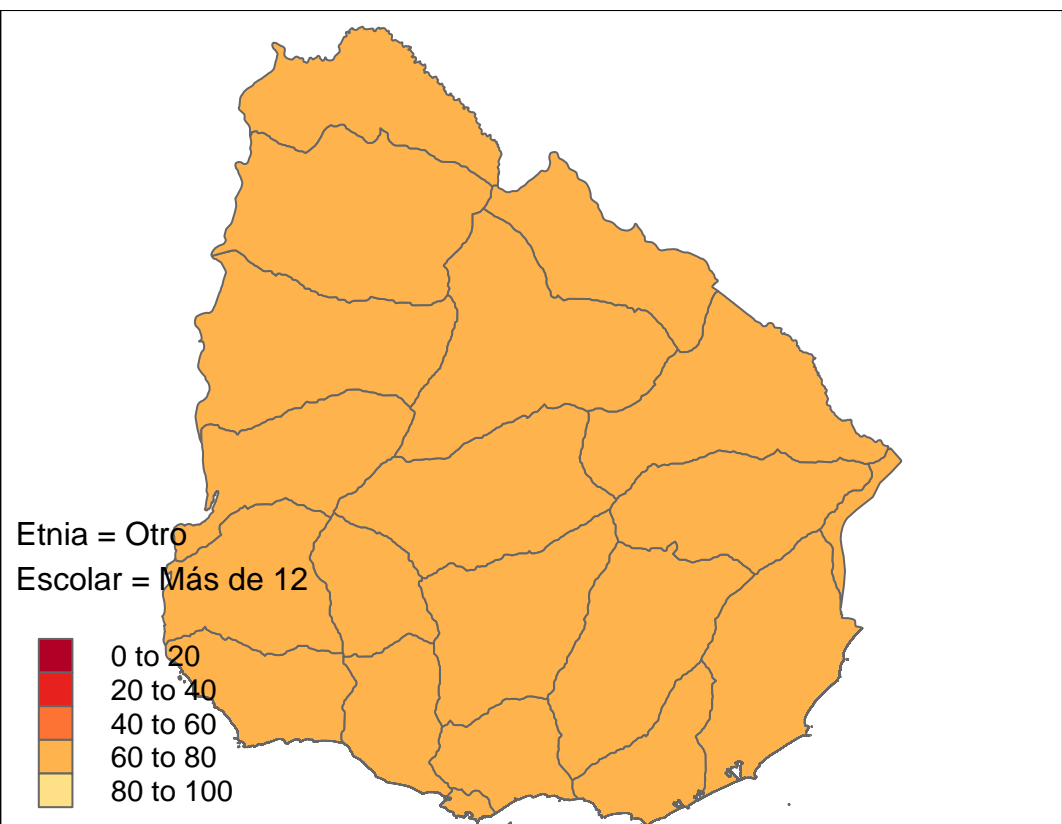 Etnia = Otro
Escolar = Más de 12
0 to 20
20 to 40
40 to 60
60 to 80
80 to 100